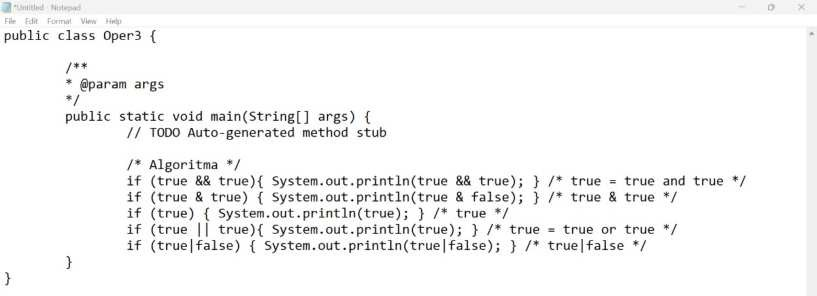 *Untitled - Notepad
File Edit Format View Help
public class Oper3 {
/**
* @param args
*/
public static void main(String[] args) {
// TODO Auto-generated method stub
/* Algoritma */
if (true && true){ System.out.println(true && true); } /* true = true and true */
if (true & true) { System.out.println(true & false); } /* true & true */
if (true) { System.out.println(true); } /* true */
if (true || true){ System.out.println(true); } /* true = true or true */
if (true|false) { System.out.println(true|false); } /* true|false */
}
}